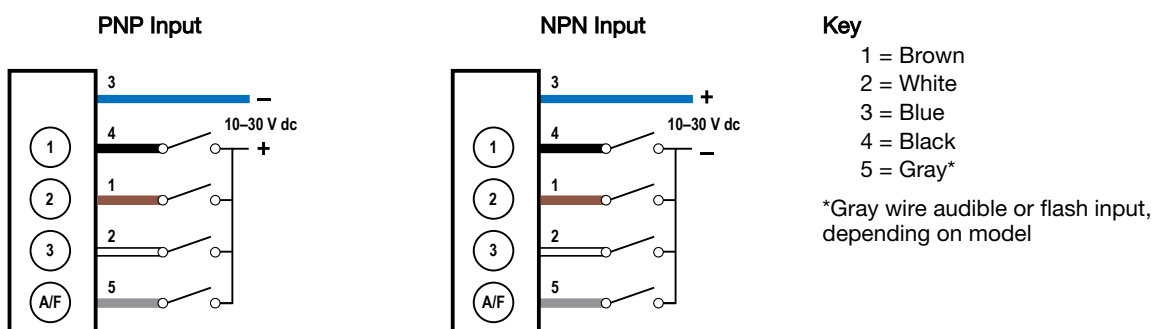 PNP Input
3
–
10–30 V dc
1
4
+
2
1
3
2
A/F
5
NPN Input
3
+
10–30 V dc
1
4
–
2
1
3
2
A/F
5
Key
1 = Brown
2 = White
3 = Blue
4 = Black
5 = Gray*
*Gray wire audible or flash input,
depending on model